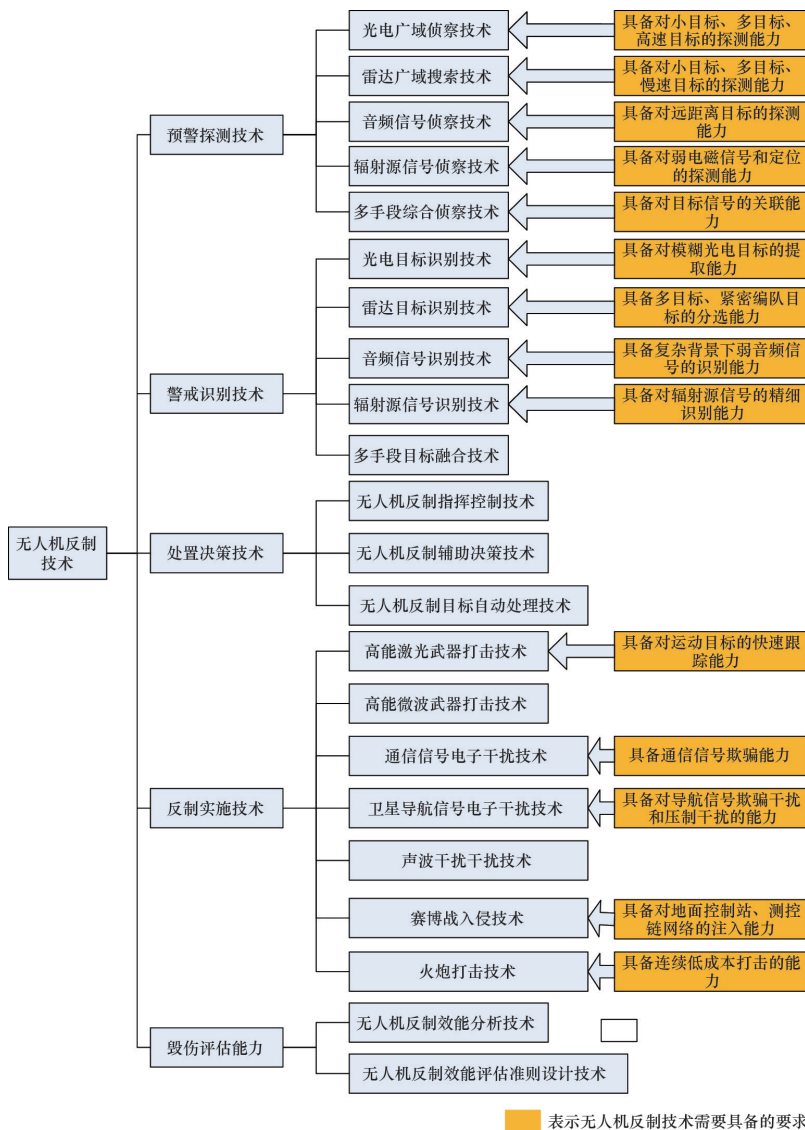 光电广域侦察技术
具备对小目标、多目标、
高速目标的探测能力
雷达广域搜索技术
具备对小目标、多目标、
慢速目标的探测能力
预警探测技术
音频信号侦察技术
具备对远距离目标的探测
能力
辐射源信号侦察技术
具备对弱电磁信号和定位
的探测能力
多手段综合侦察技术
具备对目标信号的关联能
力
光电目标识别技术
具备对模糊光电目标的提
取能力
雷达目标识别技术
具备多目标、紧密编队目
标的分选能力
警戒识别技术
音频信号识别技术
具备复杂背景下弱音频信
号的识别能力
辐射源信号识别技术
具备对辐射源信号的精细
识别能力
多手段目标融合技术
无人机反制
技术
处置决策技术
无人机反制指挥控制技术
无人机反制辅助决策技术
无人机反制目标自动处理技术
高能激光武器打击技术
具备对运动目标的快速跟
踪能力
高能微波武器打击技术
通信信号电子干扰技术
具备通信信号欺骗能力
反制实施技术
卫星导航信号电子干扰技术
具备对导航信号欺骗干扰
和压制干扰的能力
声波干扰干扰技术
赛博战入侵技术
具备对地面控制站、测控
链网络的注入能力
火炮打击技术
具备连续低成本打击的能
力
毁伤评估能力
无人机反制效能分析技术
无人机反制效能评估准则设计技术
表示无人机反制技术需要具备的要求